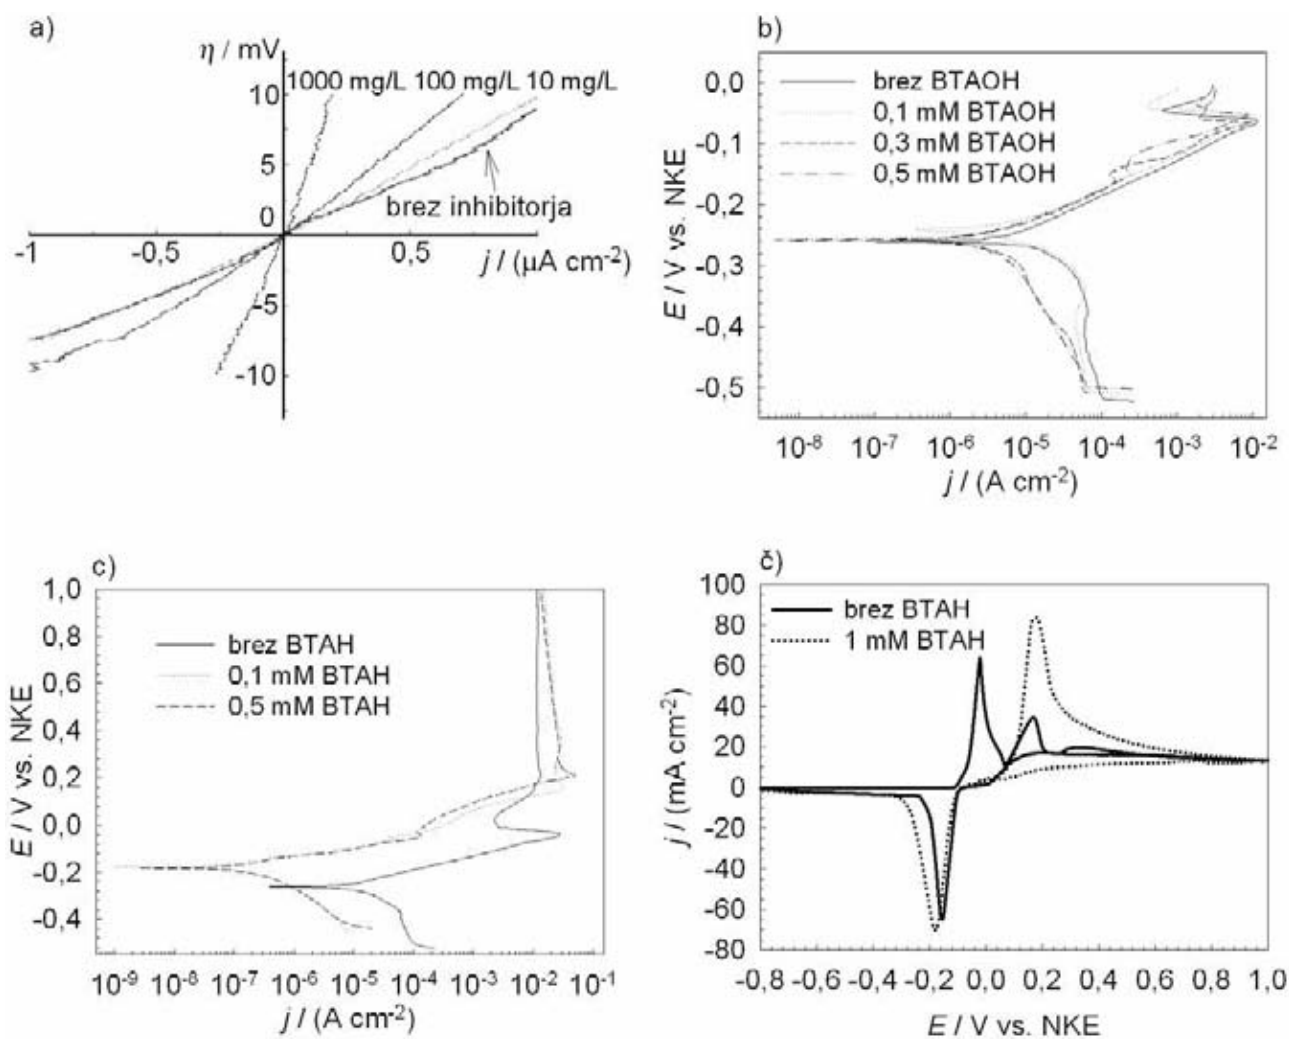 a)
η / mV
1000 mg/L 100 mg/L 10 mg/L
10
5
0
-1 -0,5 0,5
brez inhibitorja
j / (µA cm-2)
-5
-10
b)
brez BTAOH
0,1 mM BTAOH
0,3 mM BTAOH
0,5 mM BTAOH
E / V vs. NKE
0,0
-0,1
-0,2
-0,3
-0,4
-0,5
10-8 10-7 10-6 10-5 10-4 10-3 10-2
j / (A cm-2)
c)
brez BTAH
0,1 mM BTAH
0,5 mM BTAH
E / V vs. NKE
1,0
0,8
0,6
0,4
0,2
0,0
-0,2
-0,4
10-9 10-8 10-7 10-6 10-5 10-4 10-3 10-2 10-1
j / (A cm-2)
č)
brez BTAH
1 mM BTAH
j / (mA cm-2)
100
80
60
40
20
0
-20
-40
-60
-80
-0,8 -0,6 -0,4 -0,2 0,0 0,2 0,4 0,6 0,8 1,0
E / V vs. NKE